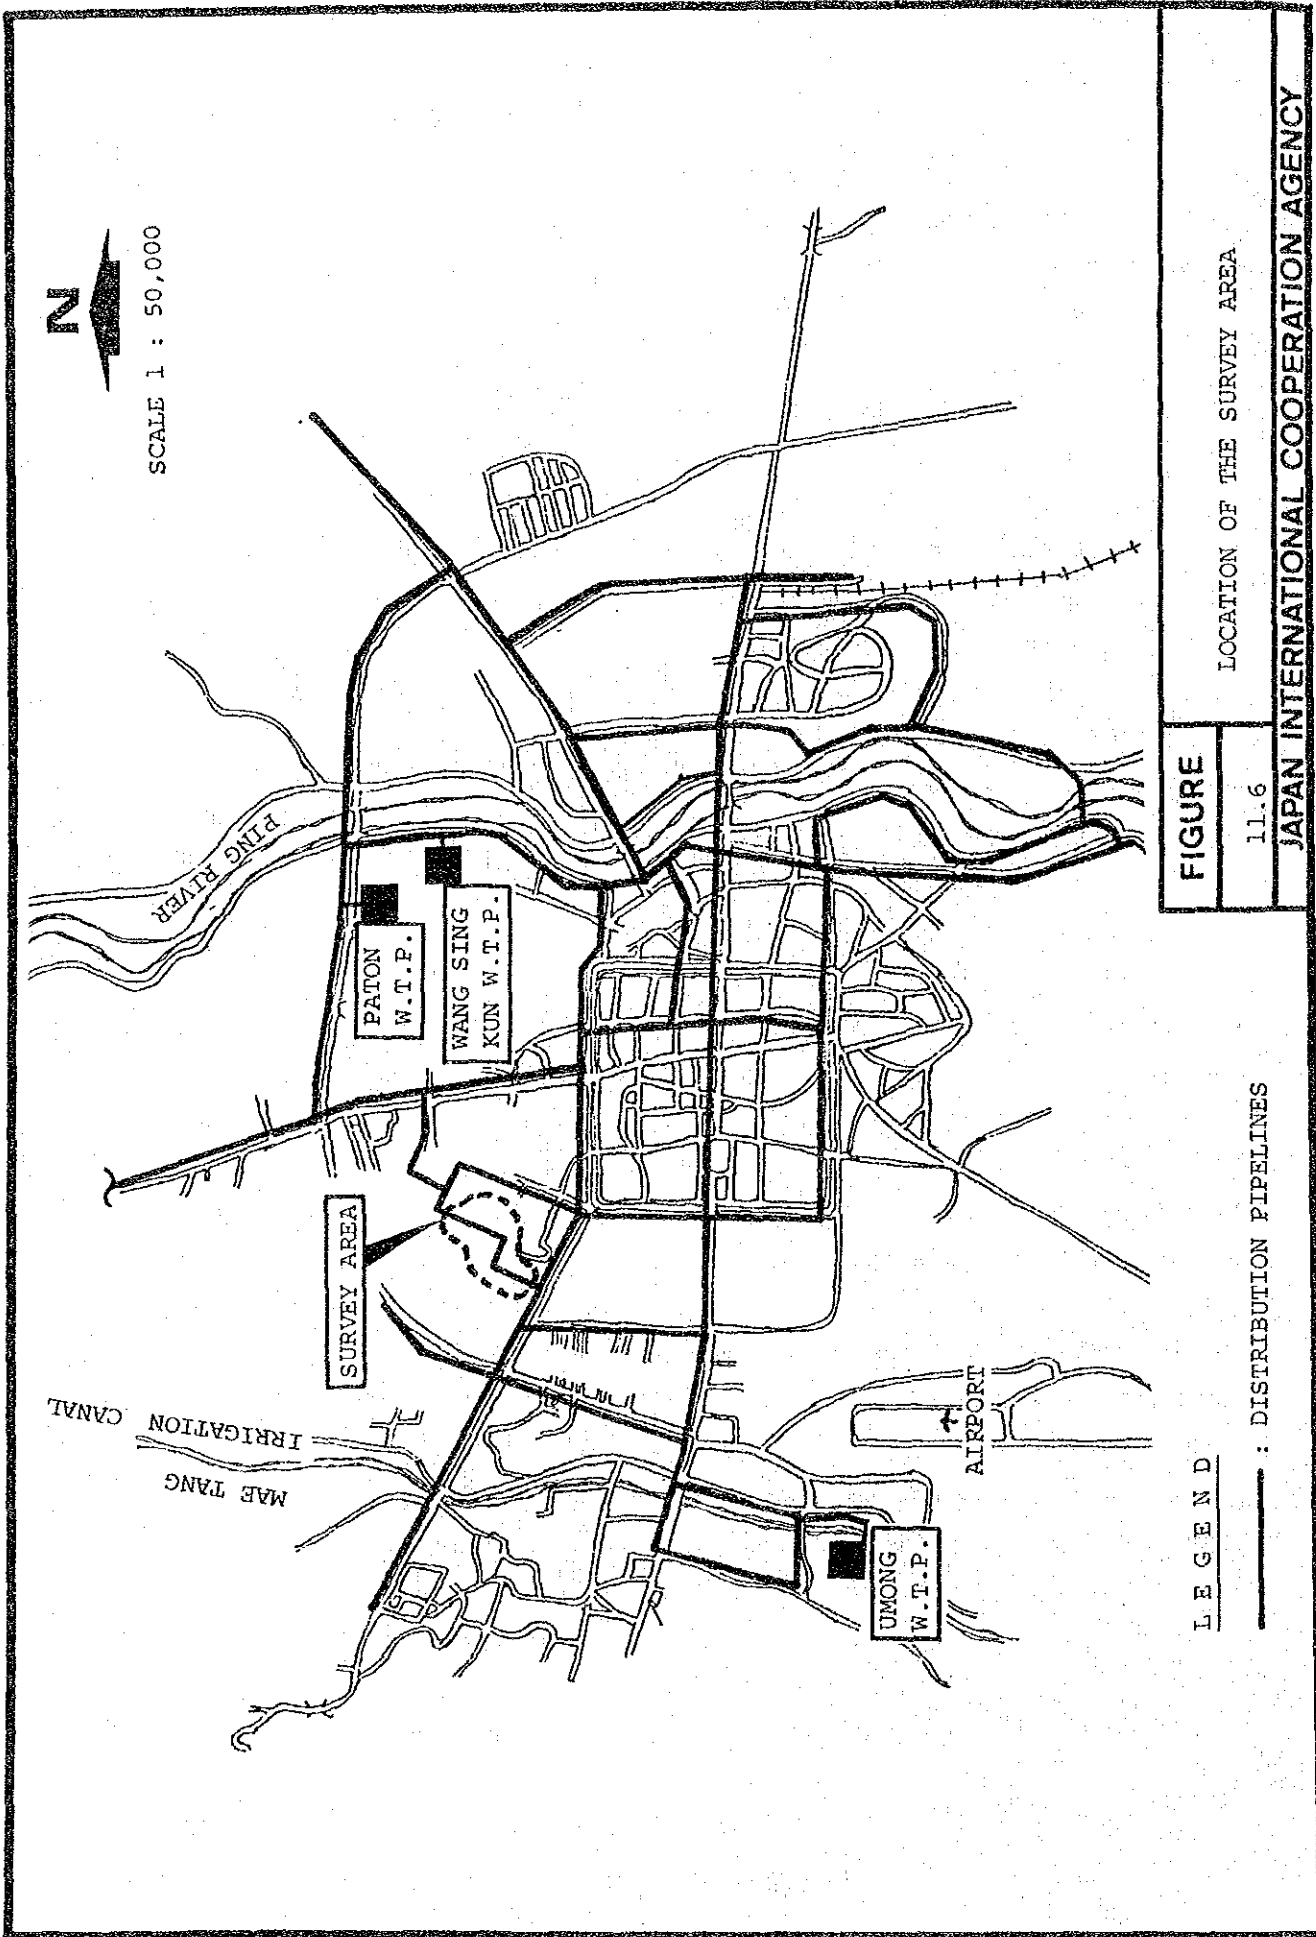 N
SCALE 1 : 50,000
MAE TANG
IRRIGATION CANAL
SURVEY AREA
PING RIVER
PATON
W.T.P.
WANG SING
KUN W.T.P.
UMONG
W.T.P.
AIRPORT
L E G E N D
: DISTRIBUTION PIPELINES
FIGURE
11.6
LOCATION OF THE SURVEY AREA
JAPAN INTERNATIONAL COOPERATION AGENCY